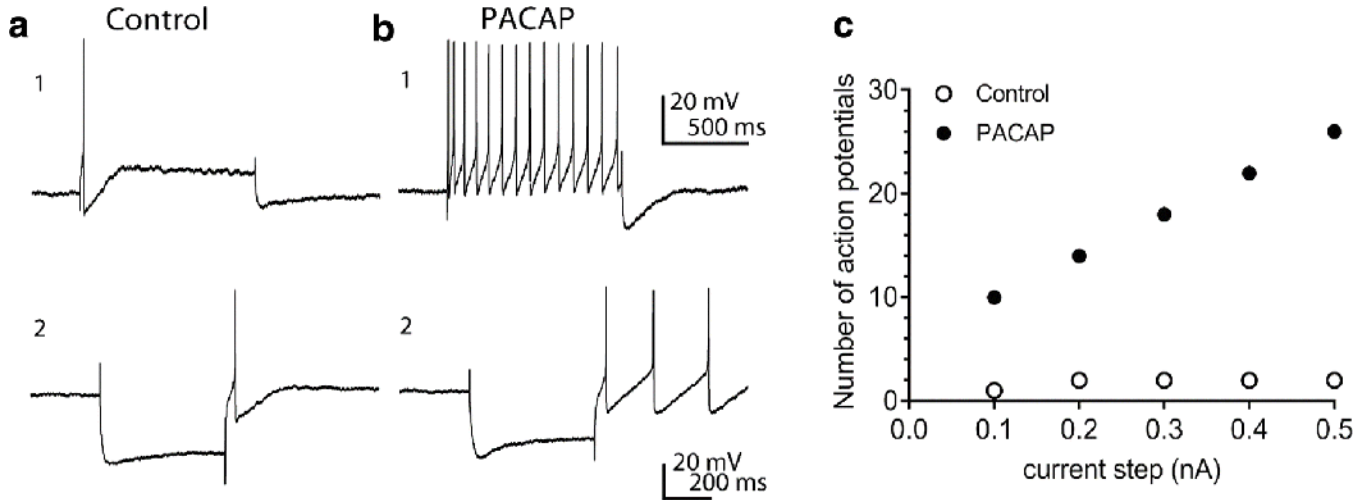 a Control
1
2
b PACAP
1
20 mV
500 ms
2
20 mV
200 ms
c
Control
PACAP
Number of action potentials
30
20
10
0
0.0 0.1 0.2 0.3 0.4 0.5
current step (nA)